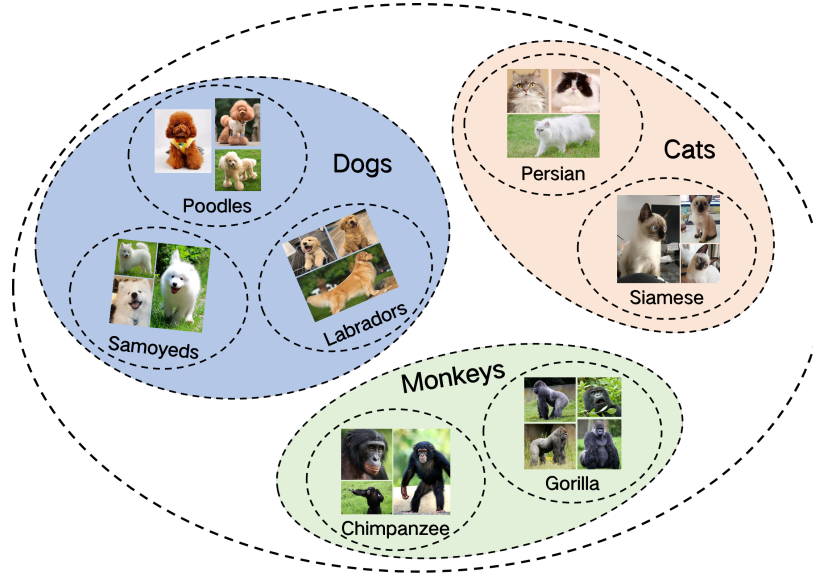 Dogs
Poodles
Samoyeds
Labradors
Cats
Persian
Siamese
Monkeys
Chimpanzee
Gorilla